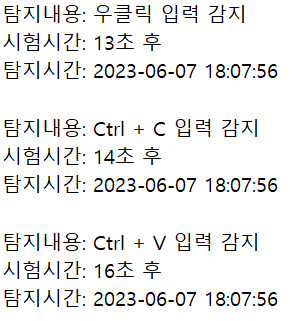 탐지내용: 우클릭 입력 감지
시험시간: 13초 후
탐지시간: 2023-06-07 18:07:56
탐지내용: Ctrl + C 입력 감지
시험시간: 14초 후
탐지시간: 2023-06-07 18:07:56
탐지내용: Ctrl + V 입력 감지
시험시간: 16초 후
탐지시간: 2023-06-07 18:07:56